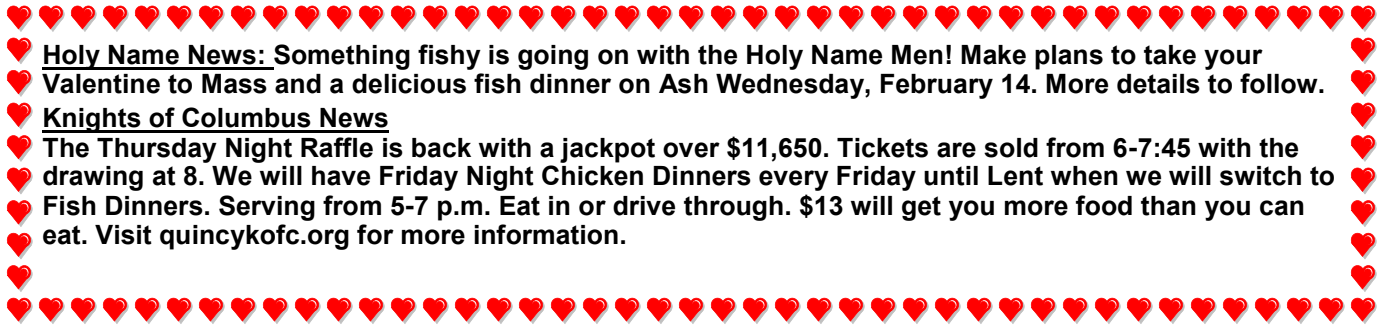 Holy Name News: Something fishy is going on with the Holy Name Men! Make plans to take your
Valentine to Mass and a delicious fish dinner on Ash Wednesday, February 14. More details to follow.
Knights of Columbus News
The Thursday Night Raffle is back with a jackpot over $11,650. Tickets are sold from 6-7:45 with the
drawing at 8. We will have Friday Night Chicken Dinners every Friday until Lent when we will switch to
Fish Dinners. Serving from 5-7 p.m. Eat in or drive through. $13 will get you more food than you can
eat. Visit quincykofc.org for more information.